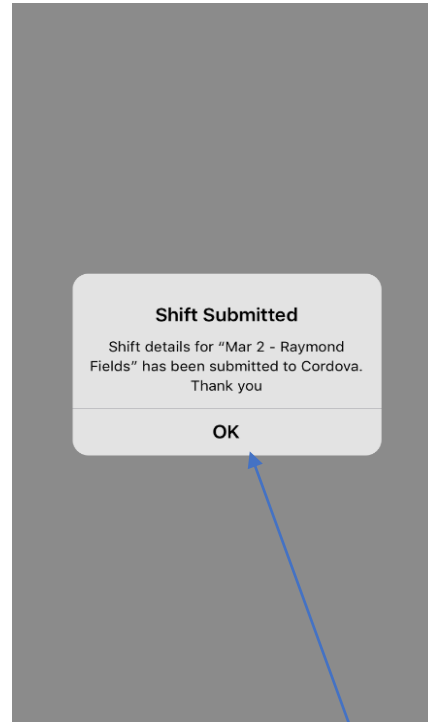 Shift Submitted
Shift details for “Mar 2 - Raymond
Fields” has been submitted to Cordova.
Thank you
OK